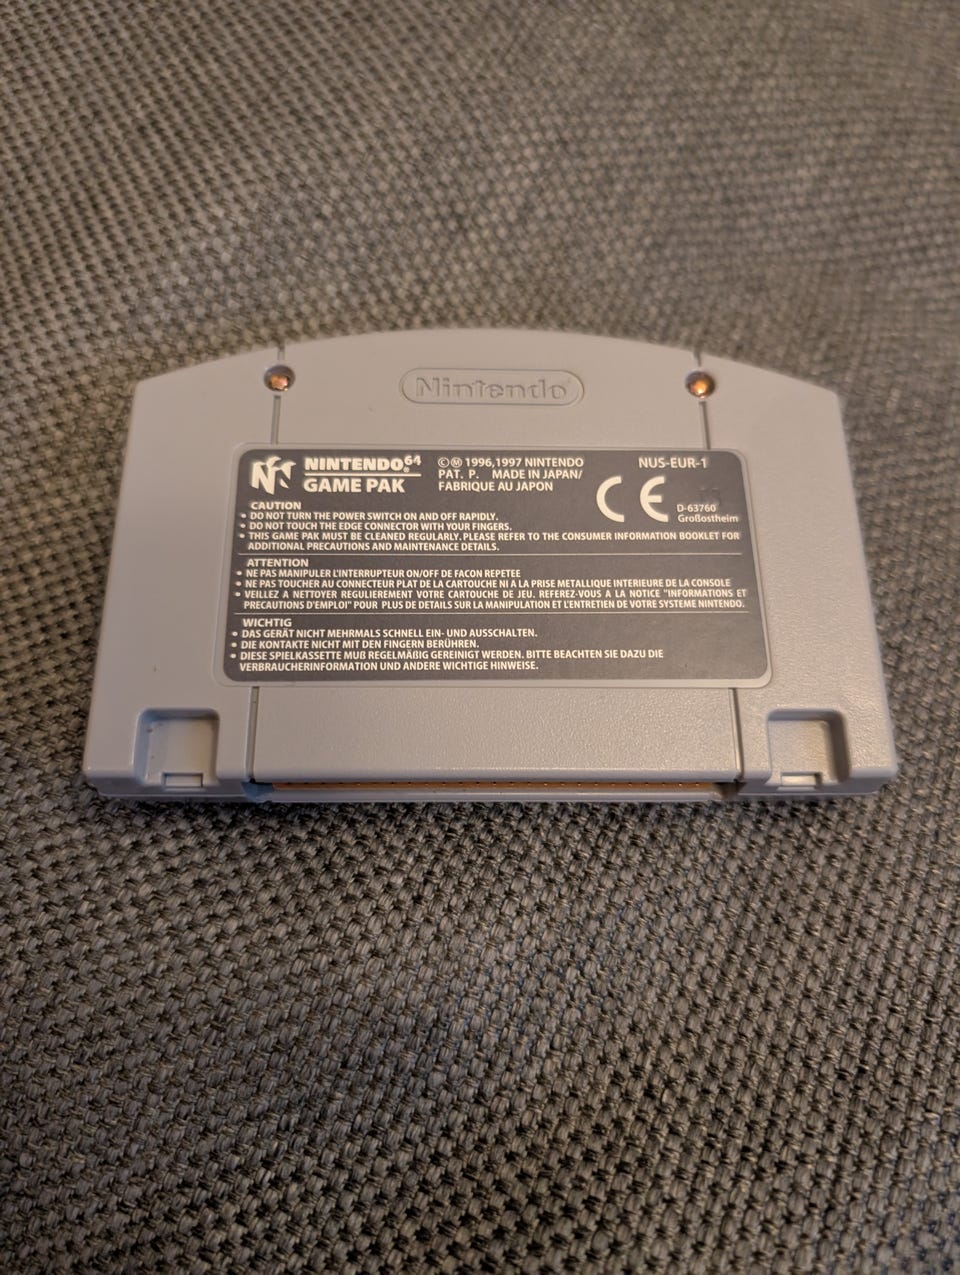 Nintendo®
NINTENDO⁶⁴
GAME PAK
©Ⓜ 1996,1997 NINTENDO
PAT. P. MADE IN JAPAN/
FABRIQUE AU JAPON
NUS-EUR-1
CE
D-63760
Großostheim
CAUTION
• DO NOT TURN THE POWER SWITCH ON AND OFF RAPIDLY.
• DO NOT TOUCH THE EDGE CONNECTOR WITH YOUR FINGERS.
• THIS GAME PAK MUST BE CLEANED REGULARLY. PLEASE REFER TO THE CONSUMER INFORMATION BOOKLET FOR
ADDITIONAL PRECAUTIONS AND MAINTENANCE DETAILS.
ATTENTION
• NE PAS MANIPULER L'INTERRUPTEUR ON/OFF DE FACON REPETEE
• NE PAS TOUCHER AU CONNECTEUR PLAT DE LA CARTOUCHE NI A LA PRISE METALLIQUE INTERIEURE DE LA CONSOLE
• VEILLEZ A NETTOYER REGULIEREMENT VOTRE CARTOUCHE DE JEU. REFEREZ-VOUS A LA NOTICE "INFORMATIONS ET
PRECAUTIONS D'EMPLOI" POUR PLUS DE DETAILS SUR LA MANIPULATION ET L'ENTRETIEN DE VOTRE SYSTEME NINTENDO.
WICHTIG
• DAS GERÄT NICHT MEHRMALS SCHNELL EIN- UND AUSSCHALTEN.
• DIE KONTAKTE NICHT MIT DEN FINGERN BERÜHREN.
• DIESE SPIELKASSETTE MUß REGELMÄßIG GEREINIGT WERDEN. BITTE BEACHTEN SIE DAZU DIE
VERBRAUCHERINFORMATION UND ANDERE WICHTIGE HINWEISE.